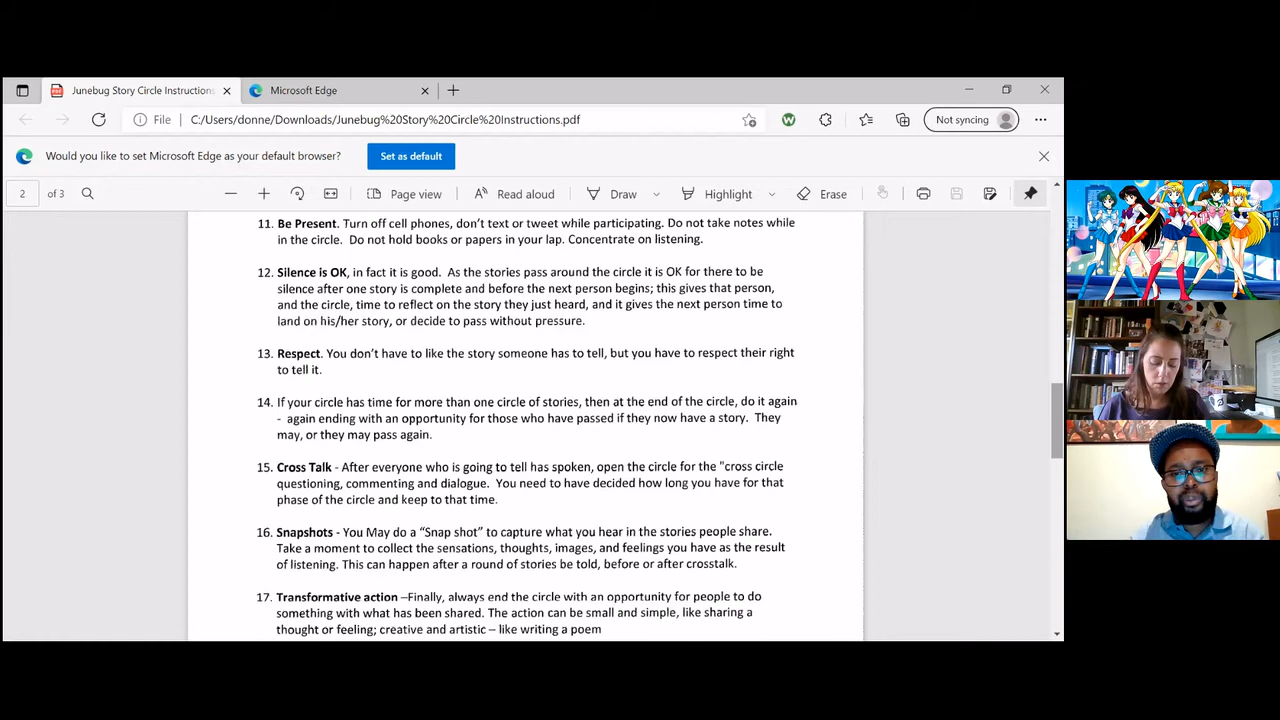 Junebug Story Circle Instructions
Microsoft Edge
File
C:/Users/donne/Downloads/Junebug%20Story%20Circle%20Instructions.pdf
Not syncing
Would you like to set Microsoft Edge as your default browser?
Set as default
2
of 3
Page view
Read aloud
Draw
Highlight
Erase
11. Be Present. Turn off cell phones, don't text or tweet while participating. Do not take notes while
in the circle. Do not hold books or papers in your lap. Concentrate on listening.
12. Silence is OK, in fact it is good. As the stories pass around the circle it is OK for there to be
silence after one story is complete and before the next person begins; this gives that person,
and the circle, time to reflect on the story they just heard, and it gives the next person time to
land on his/her story, or decide to pass without pressure.
13. Respect. You don't have to like the story someone has to tell, but you have to respect their right
to tell it.
14. If your circle has time for more than one circle of stories, then at the end of the circle, do it again
- again ending with an opportunity for those who have passed if they now have a story. They
may, or they may pass again.
15. Cross Talk - After everyone who is going to tell has spoken, open the circle for the "cross circle
questioning, commenting and dialogue. You need to have decided how long you have for that
phase of the circle and keep to that time.
16. Snapshots - You May do a “Snap shot” to capture what you hear in the stories people share.
Take a moment to collect the sensations, thoughts, images, and feelings you have as the result
of listening. This can happen after a round of stories be told, before or after crosstalk.
17. Transformative action –Finally, always end the circle with an opportunity for people to do
something with what has been shared. The action can be small and simple, like sharing a
thought or feeling; creative and artistic – like writing a poem